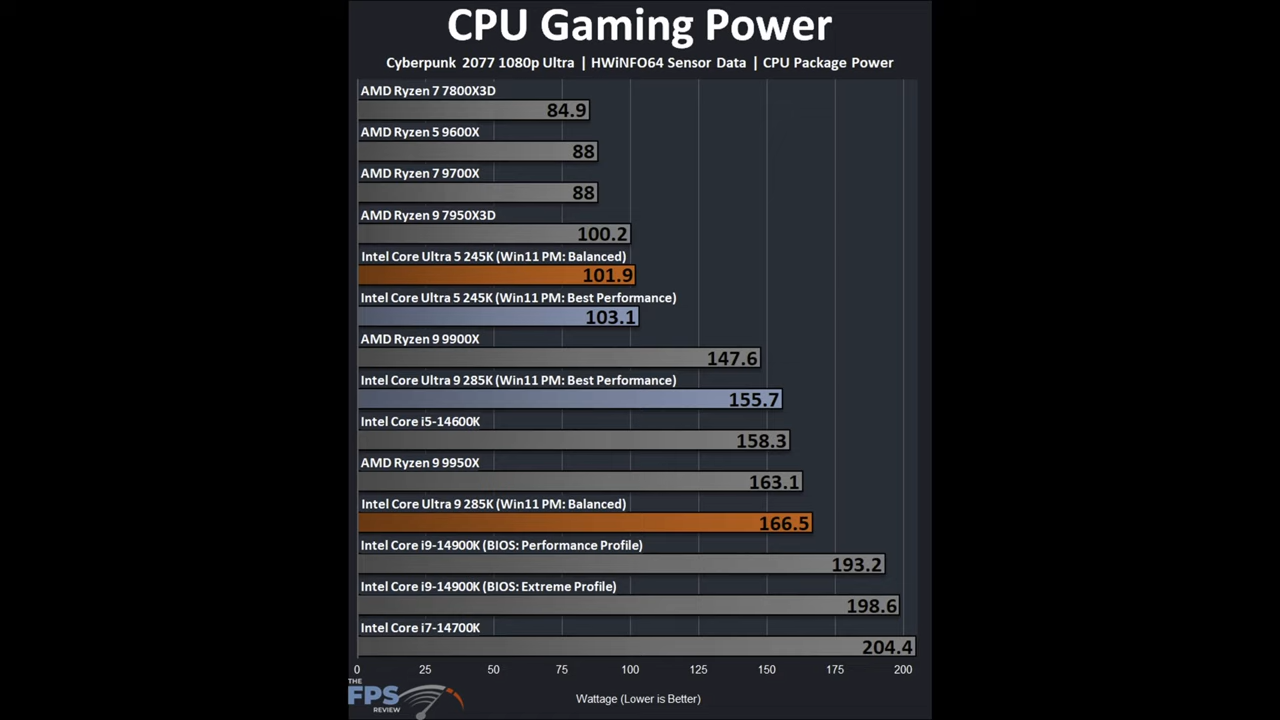 CPU Gaming Power
Cyberpunk 2077 1080p Ultra | HWiNFO64 Sensor Data | CPU Package Power
AMD Ryzen 7 7800X3D
84.9
AMD Ryzen 5 9600X
88
AMD Ryzen 7 9700X
88
AMD Ryzen 9 7950X3D
100.2
Intel Core Ultra 5 245K (Win11 PM: Balanced)
101.9
Intel Core Ultra 5 245K (Win11 PM: Best Performance)
103.1
AMD Ryzen 9 9900X
147.6
Intel Core Ultra 9 285K (Win11 PM: Best Performance)
155.7
Intel Core i5-14600K
158.3
AMD Ryzen 9 9950X
163.1
Intel Core Ultra 9 285K (Win11 PM: Balanced)
166.5
Intel Core i9-14900K (BIOS: Performance Profile)
193.2
Intel Core i9-14900K (BIOS: Extreme Profile)
198.6
Intel Core i7-14700K
204.4
0 25 50 75 100 125 150 175 200
Wattage (Lower is Better)
THE
FPS
REVIEW